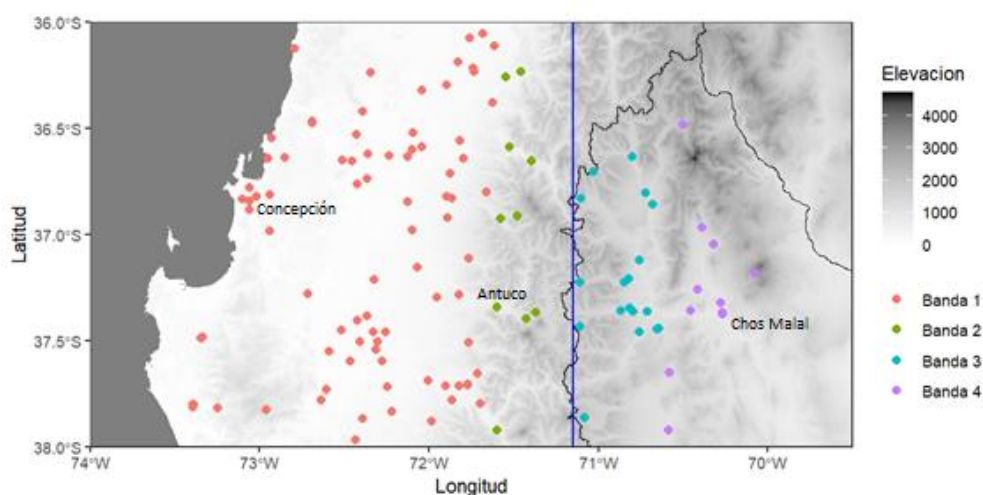 36.0°S
36.5°S
37.0°S
37.5°S
38.0°S
Latitud
Concepción
Antuco
Chos Malal
74°W
73°W
72°W
71°W
70°W
Longitud
Elevacion
4000
3000
2000
1000
0
Banda 1
Banda 2
Banda 3
Banda 4